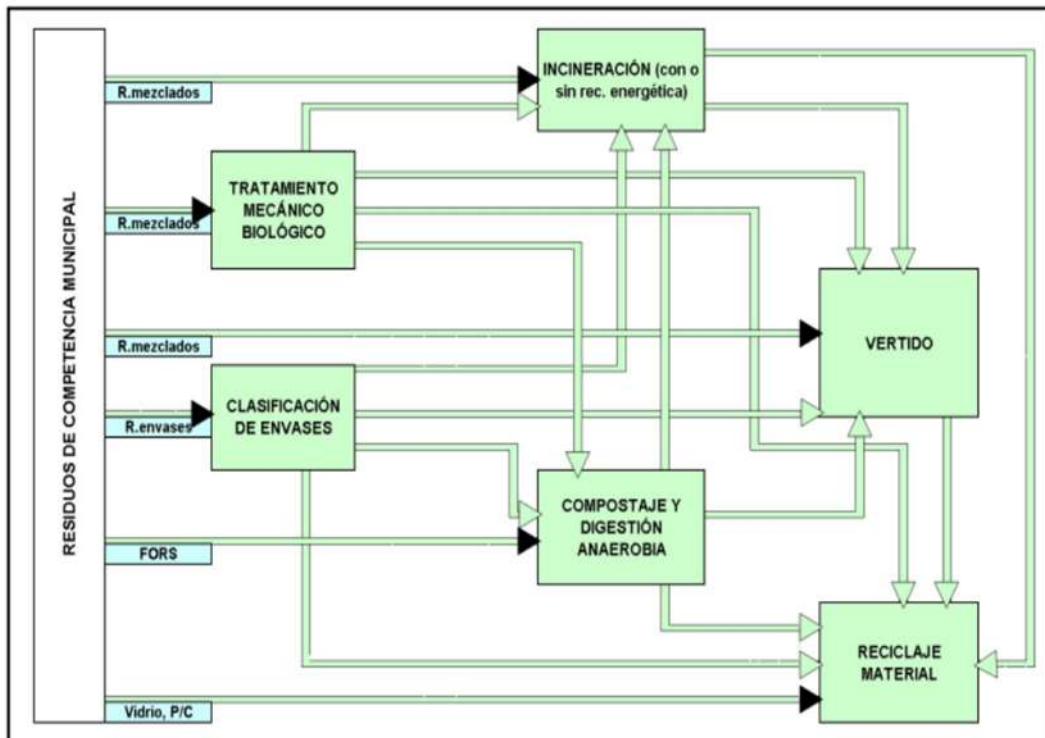 RESIDUOS DE COMPETENCIA MUNICIPAL
R.mezclados
INCINERACIÓN (con o
sin rec. energética)
R.mezclados
TRATAMIENTO
MECÁNICO
BIOLÓGICO
R.mezclados
VERTIDO
R.envases
CLASIFICACIÓN
DE ENVASES
FORS
COMPOSTAJE Y
DIGESTIÓN
ANAEROBIA
Vidrio, P/C
RECICLAJE
MATERIAL